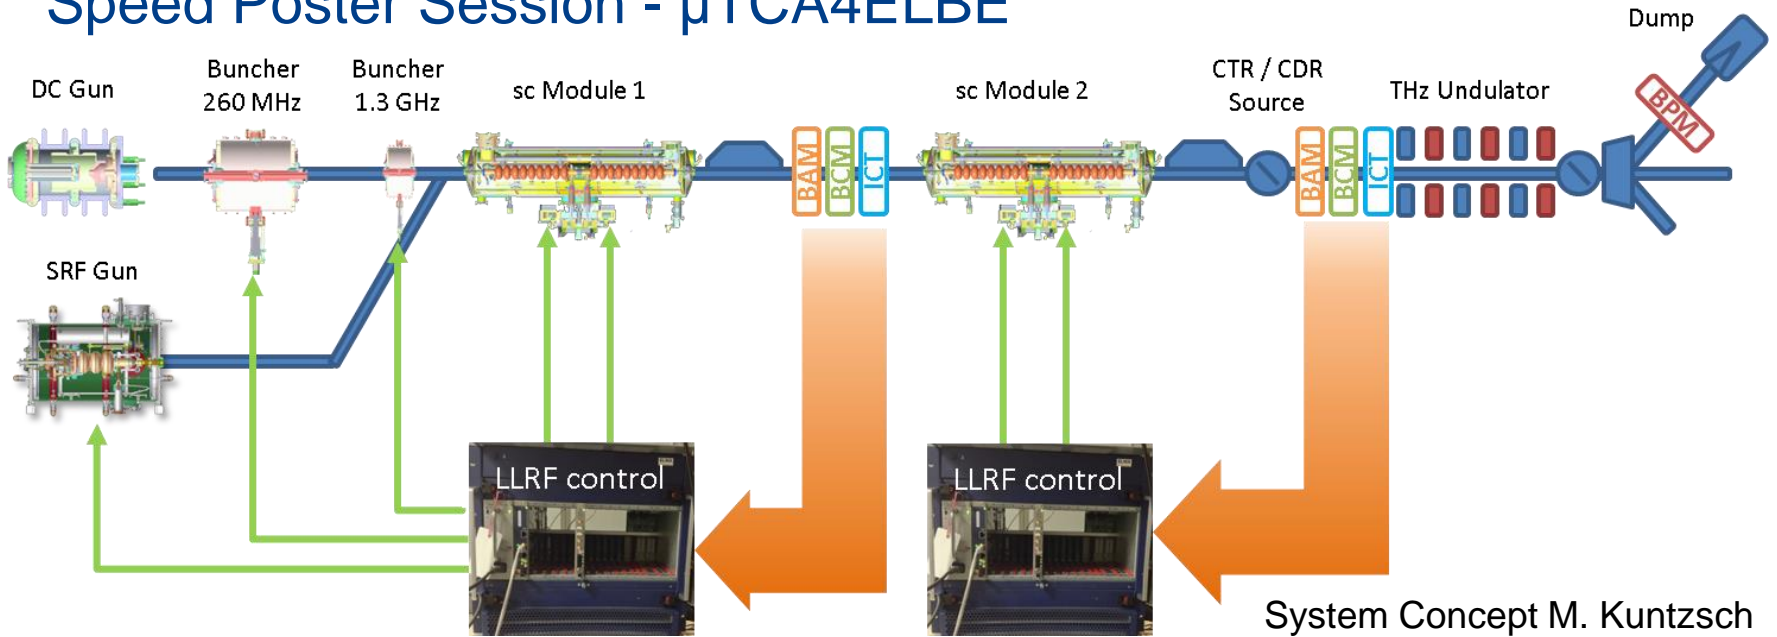 Speed Poster Session - µTCA4ELBE
Dump
DC Gun
Buncher
260 MHz
Buncher
1.3 GHz
sc Module 1
sc Module 2
CTR / CDR
Source
THz Undulator
BPM
BAM
BCM
ICT
BAM
BCM
ICT
SRF Gun
LLRF control
LLRF control
System Concept M. Kuntzsch